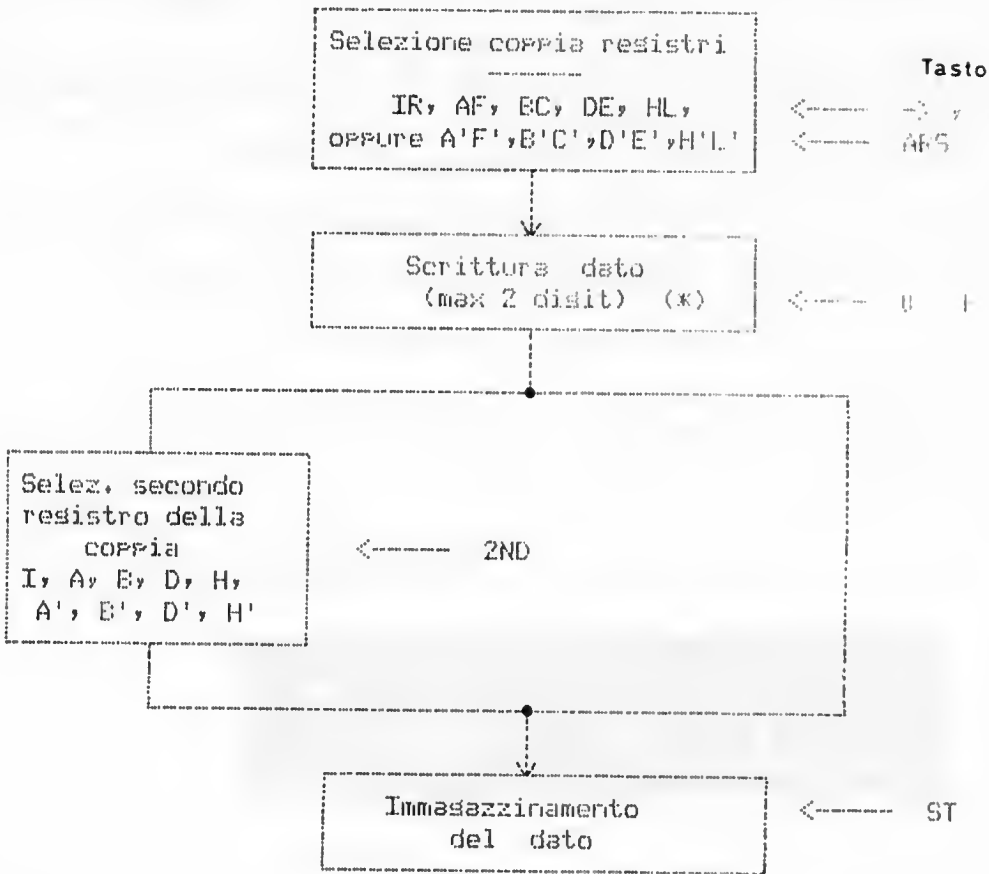 Selezione coppia registri
IR, AF, BC, DE, HL,
oppure A'F',B'C',D'E',H'L'
Tasto
Scrittura dato
(max 2 digit) (*)
Selez. secondo
registro della
coppia
I, A, B, D, H,
A', B', D', H'
2ND
Immagazzinamento
del dato
ST